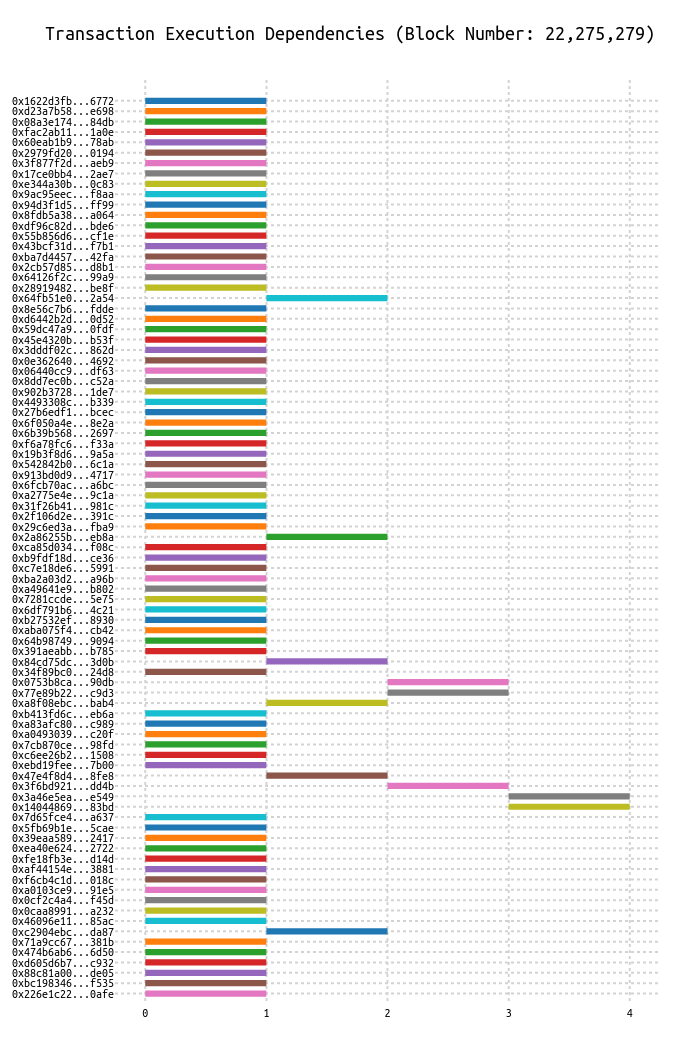 Transaction Execution Dependencies (Block Number: 22,275,279)
0x1622d3fb...6772
0xd23a7b58...e698
0x08a3e174...84db
0xfac2ab11...1a0e
0x60eab1b9...78ab
0x2979fd20...0194
0x3f877f2d...aeb9
0x17ce0bb4...2ae7
0xe344a30b...0c83
0x9ac95eec...f8aa
0x94d3f1d5...ff99
0x8fdb5a38...a064
0xdf96c82d...bde6
0x55b856d6...cf1e
0x43bcf31d...f7b1
0xba7d4457...42fa
0x2cb57d85...d8b1
0x64126f2c...99a9
0x28919482...be8f
0x64fb51e0...2a54
0x8e56c7b6...fdde
0xd6442b2d...0d52
0x59dc47a9...0fdf
0x45e4320b...b53f
0x3dddf02c...862d
0x0e362640...4692
0x06440cc9...df63
0x8dd7ec0b...c52a
0x902b3728...1de7
0x4493308c...b339
0x27b6edf1...bcec
0x6f050a4e...8e2a
0x6b39b568...2697
0xf6a78fc6...f33a
0x19b3f8d6...9a5a
0x542842b0...6c1a
0x913bd0d9...4717
0x6fcb70ac...a6bc
0xa2775e4e...9c1a
0x31f26b41...981c
0x2f106d2e...391c
0x29c6ed3a...fba9
0x2a86255b...eb8a
0xca85d034...f08c
0xb9fdf18d...ce36
0xc7e18de6...5991
0xba2a03d2...a96b
0xa49641e9...b802
0x7281ccde...5e75
0x6df791b6...4c21
0xb27532ef...8930
0xaba075f4...cb42
0x64b98749...9094
0x391aeabb...b785
0x84cd75dc...3d0b
0x34f89bc0...24d8
0x0753b8ca...90db
0x77e89b22...c9d3
0xa8f08ebc...bab4
0xb413fd6c...eb6a
0xa83afc80...c989
0xa0493039...c20f
0x7cb870ce...98fd
0xc6ee26b2...1508
0xebd19fee...7b00
0x47e4f8d4...8fe8
0x3f6bd921...dd4b
0x3a46e5ea...e549
0x14044869...83bd
0x7d65fce4...a637
0x5fb69b1e...5cae
0x39eaa589...2417
0xea40e624...2722
0xfe18fb3e...d14d
0xaf44154e...3881
0xf6cb4c1d...018c
0xa0103ce9...91e5
0x0cf2c4a4...f45d
0x0caa8991...a232
0x46096e11...85ac
0xc2904ebc...da87
0x71a9cc67...381b
0x474b6ab6...6d50
0xd605d6b7...c932
0x88c81a00...de05
0xbc198346...f535
0x226e1c22...0afe
0 1 2 3 4